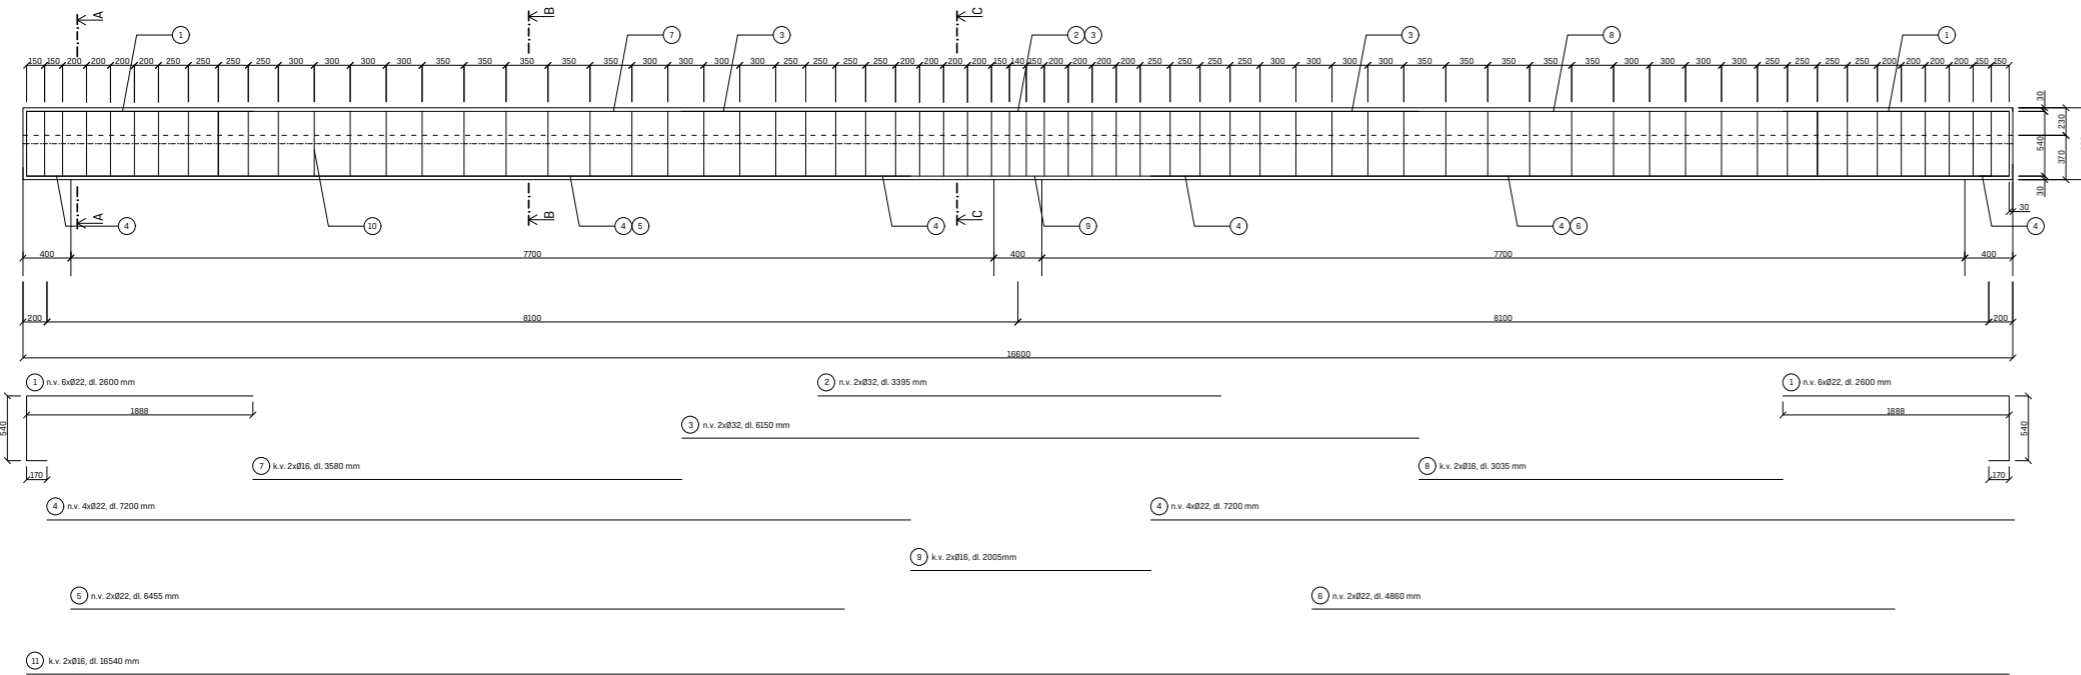 A B C
1 7 3 2 3 3 8 1
150 150 200 200 200 200 250 250 250 250 300 300 300 300 350 350 350 350 350 300 300 300 300 250 250 250 250 200 200 200 200 150 140 150 200 200 200 200 250 250 250 250 300 300 300 300 350 350 350 350 350 300 300 300 300 250 250 250 250 200 200 200 200 150 150
30
230
540
370
30
30
A B C
4 10 4 5 4 9 4 4 6 4
400 7700 400 7700 400
200 8100 8100 200
16600
1 n.v. 6xØ22, dl. 2600 mm
2 n.v. 2xØ32, dl. 3395 mm
1 n.v. 6xØ22, dl. 2600 mm
1888 1888
540 540
3 n.v. 2xØ32, dl. 6150 mm
7 k.v. 2xØ16, dl. 3580 mm
8 k.v. 2xØ16, dl. 3035 mm
170 170
4 n.v. 4xØ22, dl. 7200 mm
4 n.v. 4xØ22, dl. 7200 mm
9 k.v. 2xØ16, dl. 2005mm
5 n.v. 2xØ22, dl. 6455 mm
6 n.v. 2xØ22, dl. 4860 mm
11 k.v. 2xØ16, dl. 16540 mm